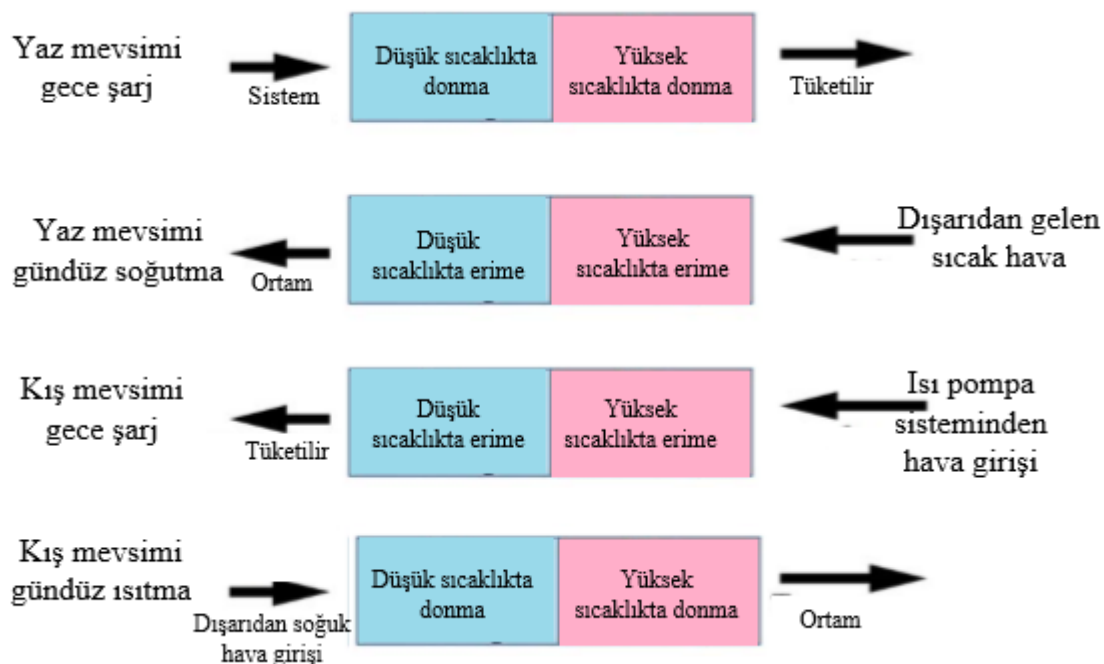 Yaz mevsimi
gece şarj
Sistem
Düşük sıcaklıkta
donma
Yüksek
sıcaklıkta donma
Tüketilir
Yaz mevsimi
gündüz soğutma
Ortam
Düşük
sıcaklıkta erime
Yüksek
sıcaklıkta erime
Dışarıdan gelen
sıcak hava
Kış mevsimi
gece şarj
Tüketilir
Düşük
sıcaklıkta erime
Yüksek
sıcaklıkta erime
Isı pompa
sisteminden
hava girişi
Kış mevsimi
gündüz ısıtma
Dışarıdan soğuk
hava girişi
Düşük sıcaklıkta
donma
Yüksek
sıcaklıkta donma
Ortam